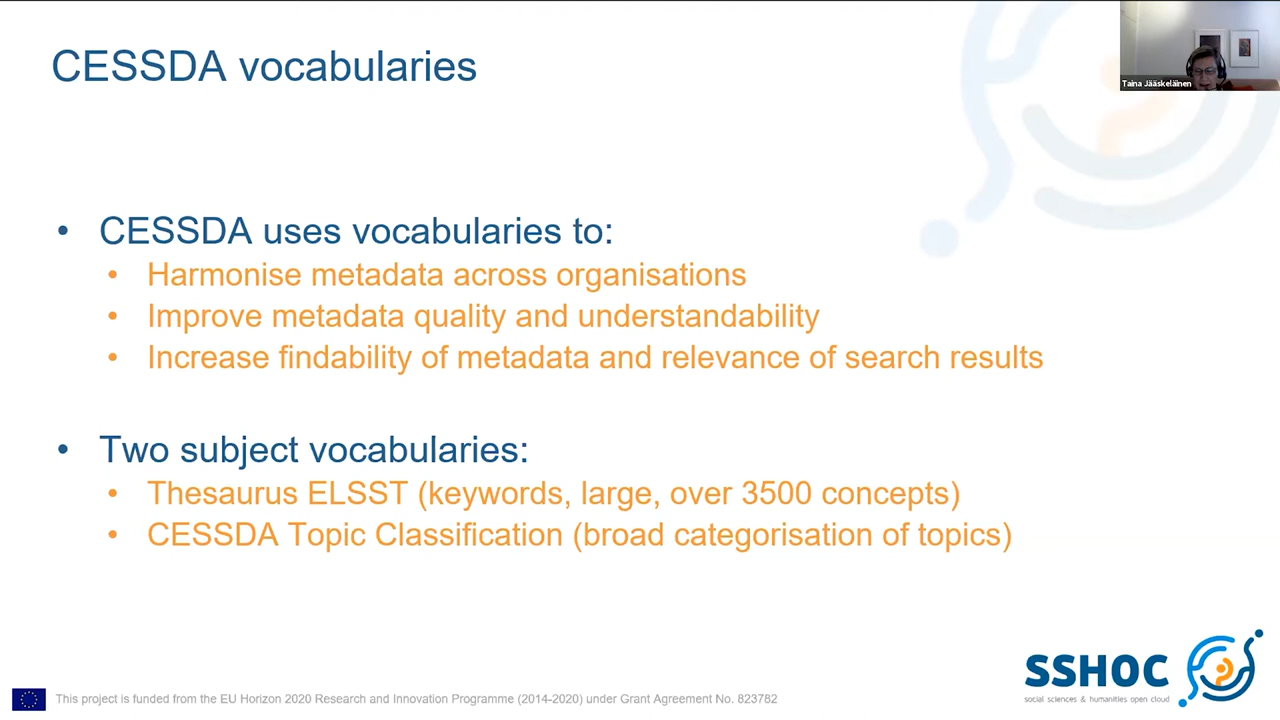 CESSDA vocabularies
Taina Jääskeläinen
• CESSDA uses vocabularies to:
• Harmonise metadata across organisations
• Improve metadata quality and understandability
• Increase findability of metadata and relevance of search results
• Two subject vocabularies:
• Thesaurus ELSST (keywords, large, over 3500 concepts)
• CESSDA Topic Classification (broad categorisation of topics)
SSHOC
social sciences & humanities open cloud
This project is funded from the EU Horizon 2020 Research and Innovation Programme (2014-2020) under Grant Agreement No. 823782